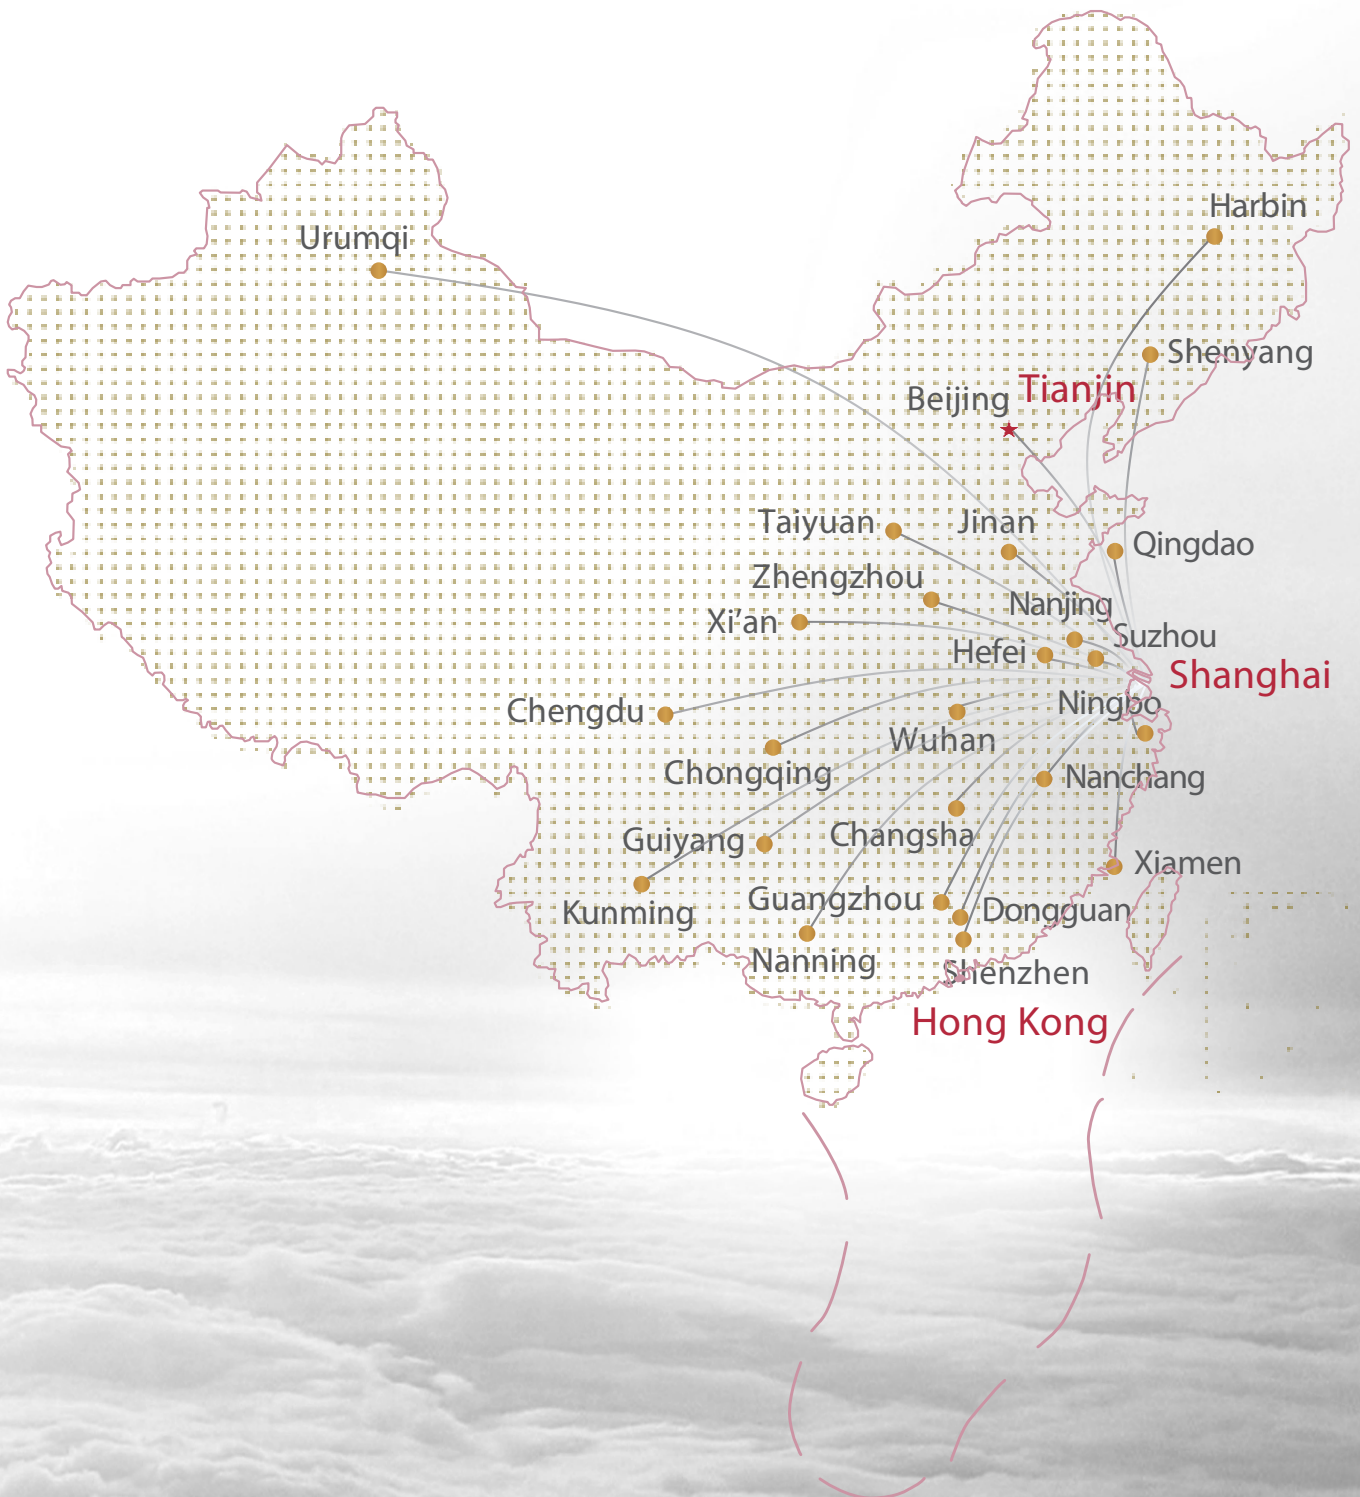 Harbin
Urumqi
Shenyang
Beijing
Tianjin
Taiyuan
Jinan
Qingdao
Zhengzhou
Nanjing
Xi’an
Suzhou
Hefei
Shanghai
Chengdu
Ningbo
Wuhan
Chongqing
Nanchang
Guiyang
Changsha
Xiamen
Guangzhou
Kunming
Dongguan
Nanning
Shenzhen
Hong Kong